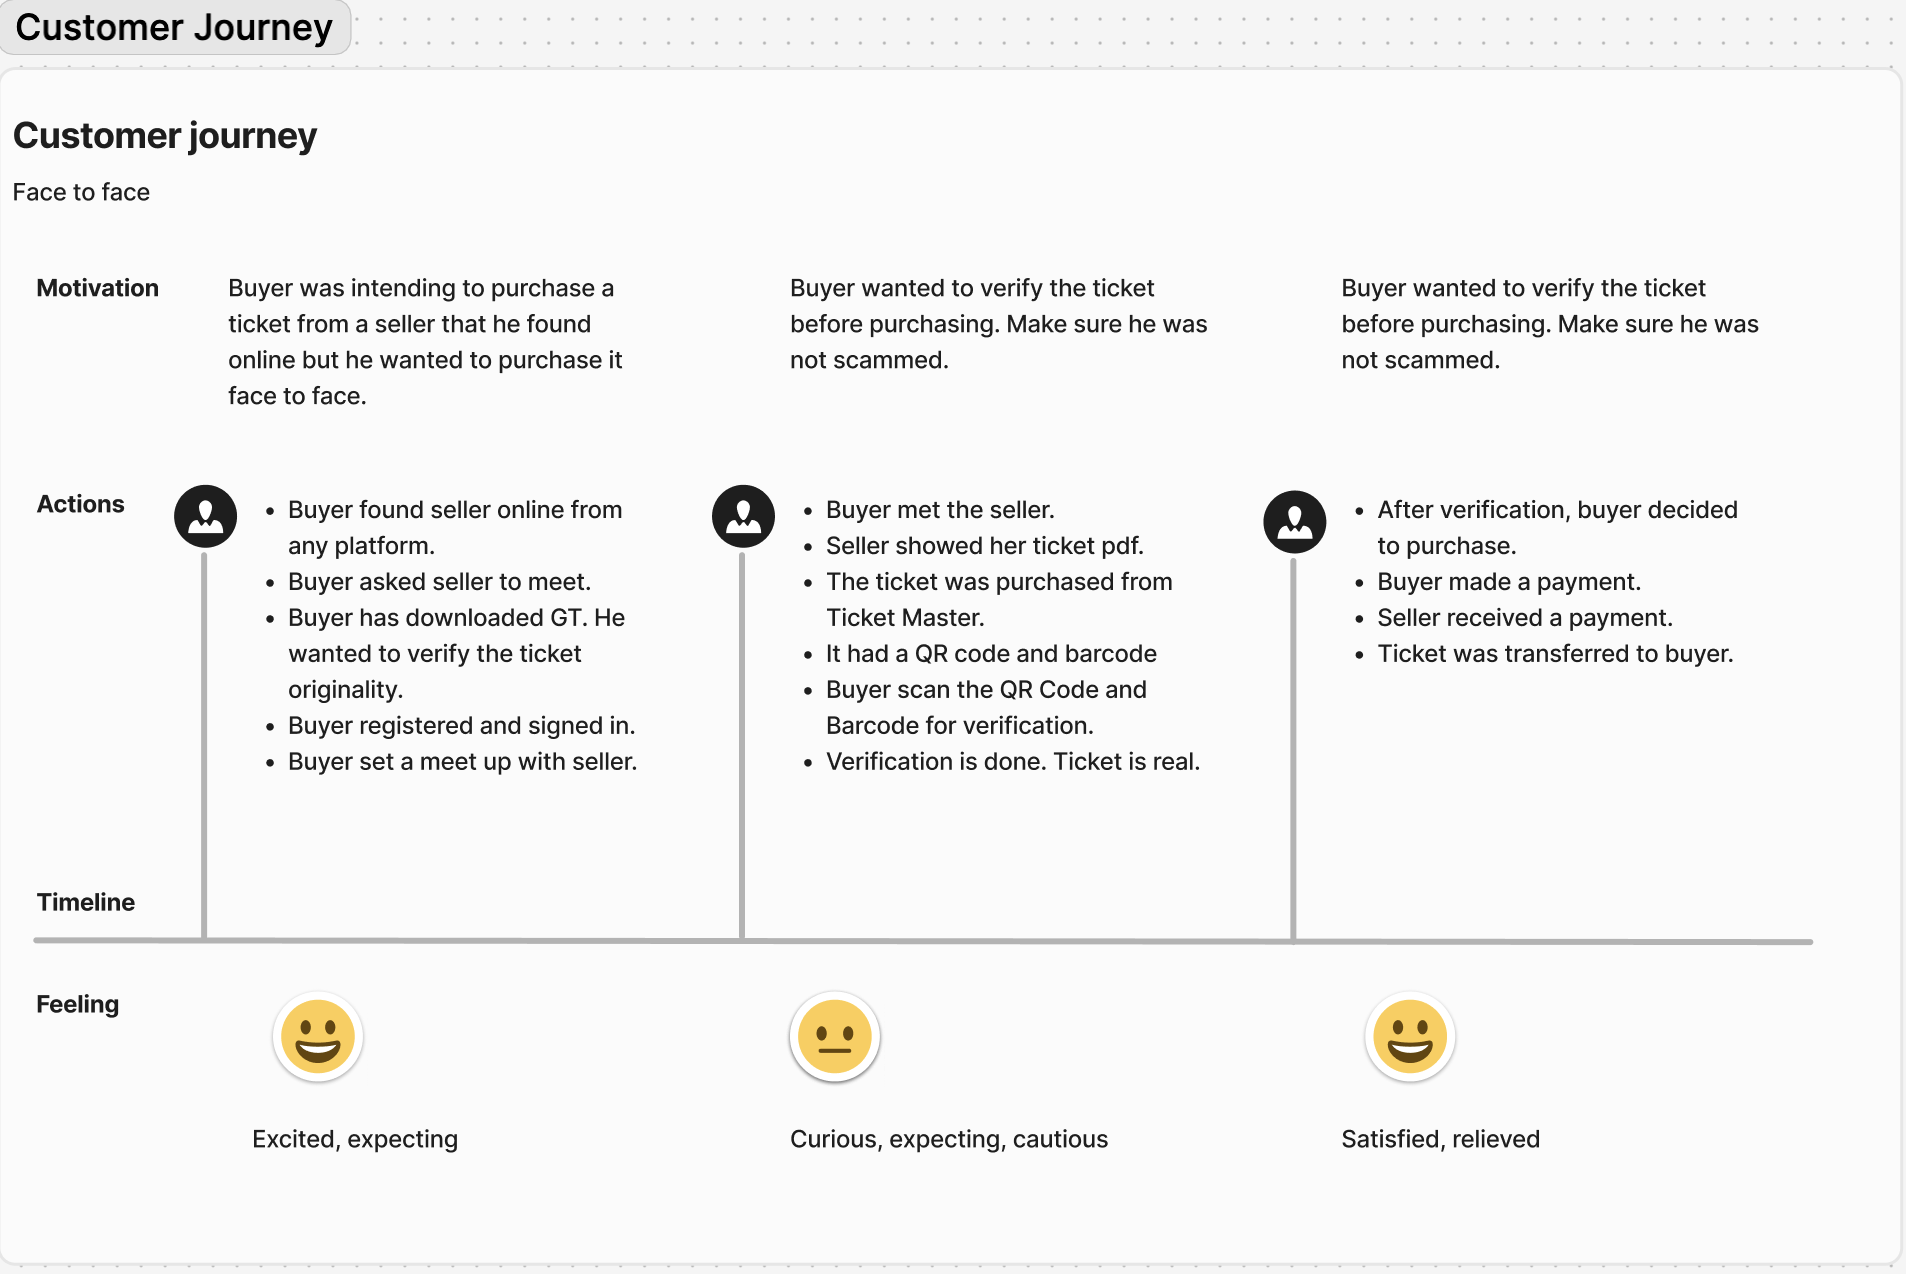 Customer Journey
Customer journey
Face to face
Motivation
Buyer was intending to purchase a
ticket from a seller that he found
online but he wanted to purchase it
face to face.
Buyer wanted to verify the ticket
before purchasing. Make sure he was
not scammed.
Buyer wanted to verify the ticket
before purchasing. Make sure he was
not scammed.
Actions
• Buyer found seller online from
any platform.
• Buyer asked seller to meet.
• Buyer has downloaded GT. He
wanted to verify the ticket
originality.
• Buyer registered and signed in.
• Buyer set a meet up with seller.
• Buyer met the seller.
• Seller showed her ticket pdf.
• The ticket was purchased from
Ticket Master.
• It had a QR code and barcode
• Buyer scan the QR Code and
Barcode for verification.
• Verification is done. Ticket is real.
• After verification, buyer decided
to purchase.
• Buyer made a payment.
• Seller received a payment.
• Ticket was transferred to buyer.
Timeline
Feeling
Excited, expecting
Curious, expecting, cautious
Satisfied, relieved